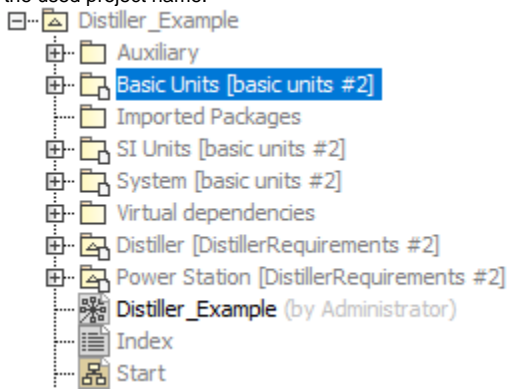 the used project name.
Distiller_Example
Auxiliary
Basic Units [basic units #2]
Imported Packages
SI Units [basic units #2]
System [basic units #2]
Virtual dependencies
Distiller [DistillerRequirements #2]
Power Station [DistillerRequirements #2]
Distiller_Example (by Administrator)
Index
Start